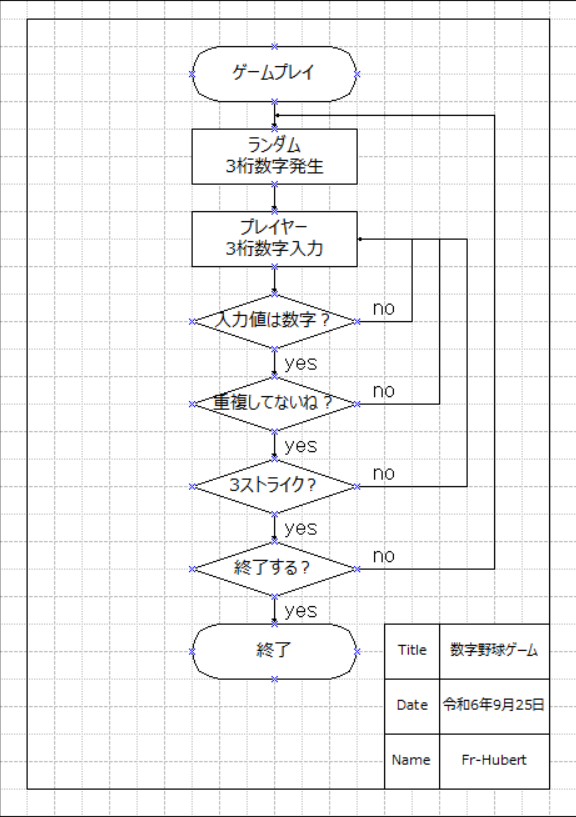 ゲームプレイ
ランダム
3桁数字発生
プレイヤー
3桁数字入力
入力値は数字？
no
yes
重複してないね？
no
yes
3ストライク？
no
yes
終了する？
no
yes
終了
Title 数字野球ゲーム
Date 令和6年9月25日
Name Fr-Hubert